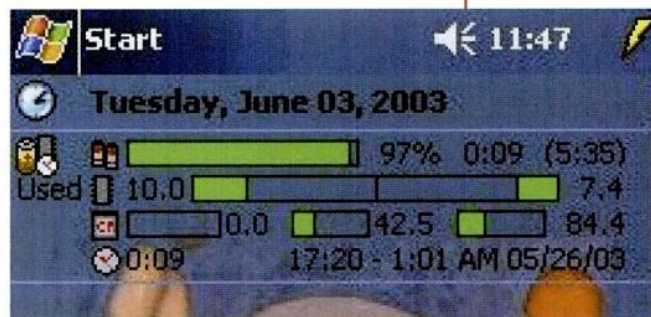 Start 11:47
Tuesday, June 03, 2003
97% 0:09 (5:35)
Used 10.0 7.4
CF 0.0 42.5 84.4
0:09 17:20 - 1:01 AM 05/26/03